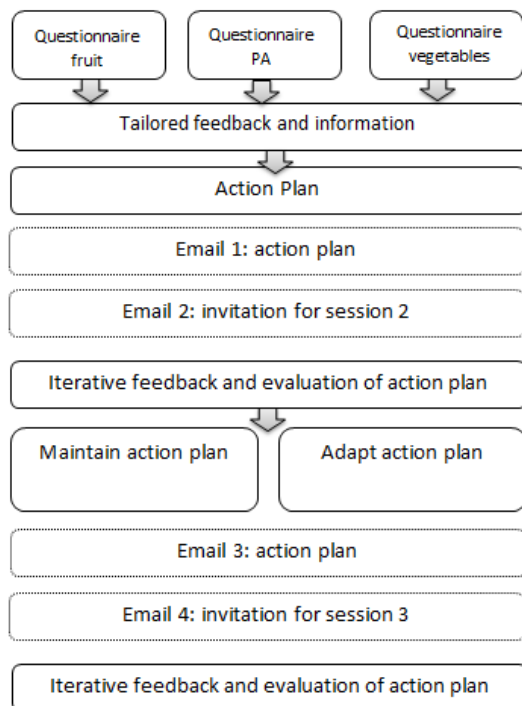 Questionnaire
fruit
Questionnaire
PA
Questionnaire
vegetables
Tailored feedback and information
Action Plan
Email 1: action plan
Email 2: invitation for session 2
Iterative feedback and evaluation of action plan
Maintain action plan
Adapt action plan
Email 3: action plan
Email 4: invitation for session 3
Iterative feedback and evaluation of action plan